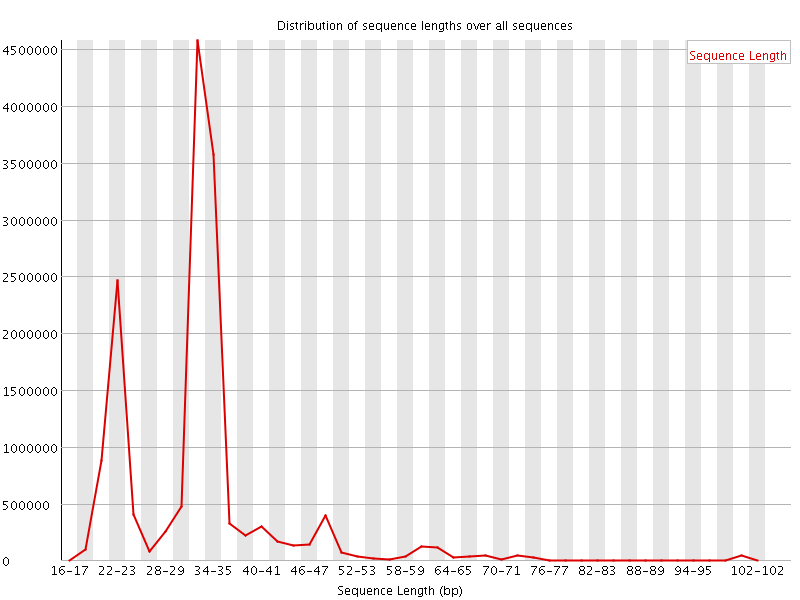 Distribution of sequence lengths over all sequences
Sequence Length
4500000
4000000
3500000
3000000
2500000
2000000
1500000
1000000
500000
0
16-17 22-23 28-29 34-35 40-41 46-47 52-53 58-59 64-65 70-71 76-77 82-83 88-89 94-95 102-102
Sequence Length (bp)